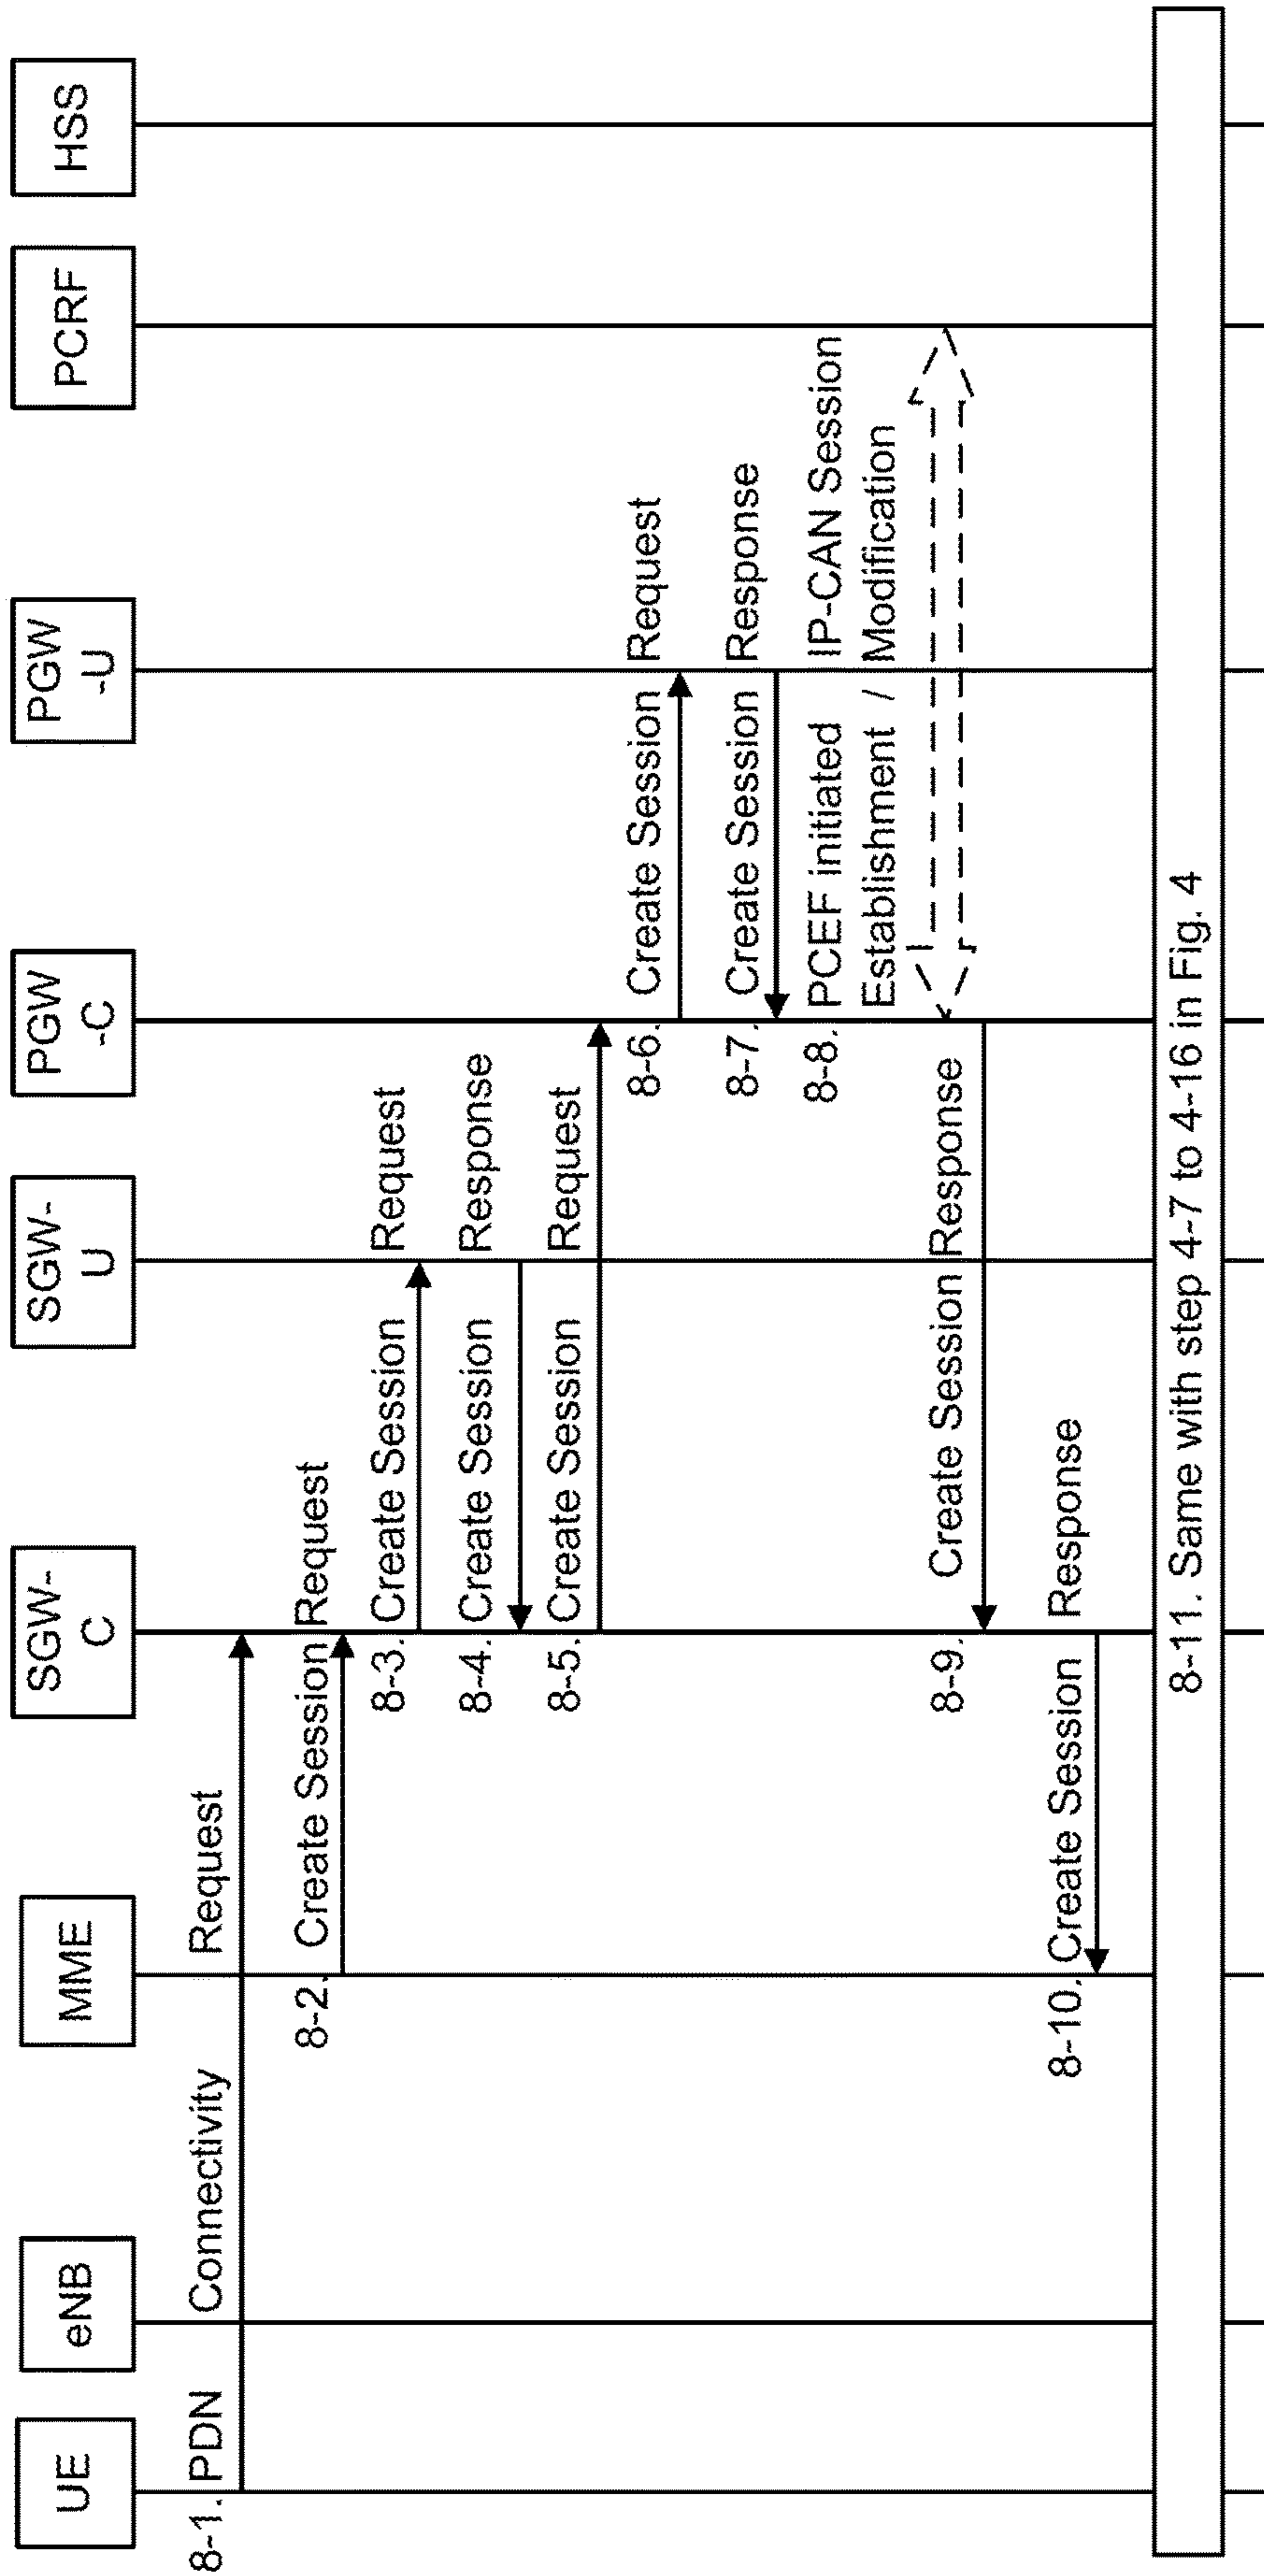 UE
eNB
MME
SGW-
C
SGW-
U
PGW
-C
PGW
-U
PCRF
HSS
8-1. PDN Connectivity Request
8-2. Create Session Request
8-3. Create Session Request
8-4. Create Session Response
8-5. Create Session Request
8-6. Create Session Request
8-7. Create Session Response
8-8. PCEF initiated IP-CAN Session
Establishment / Modification
8-9. Create Session Response
8-10. Create Session Response
8-11. Same with step 4-7 to 4-16 in Fig. 4